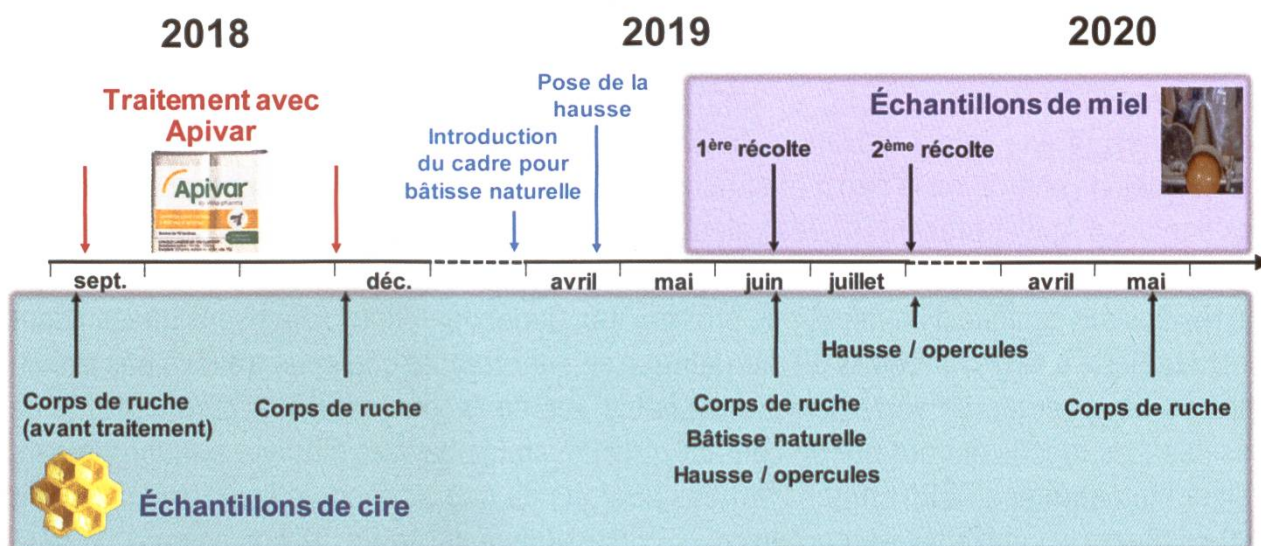 2018
2019
2020
Traitement avec
Apivar
Apivar
Introduction
du cadre pour
bâtisse naturelle
Pose de la
hausse
Échantillons de miel
1ère récolte
2ème récolte
sept.
déc.
avril
mai
juin
juillet
avril
mai
Corps de ruche
(avant traitement)
Corps de ruche
Corps de ruche
Bâtisse naturelle
Hausse / opercules
Hausse / opercules
Corps de ruche
Échantillons de cire